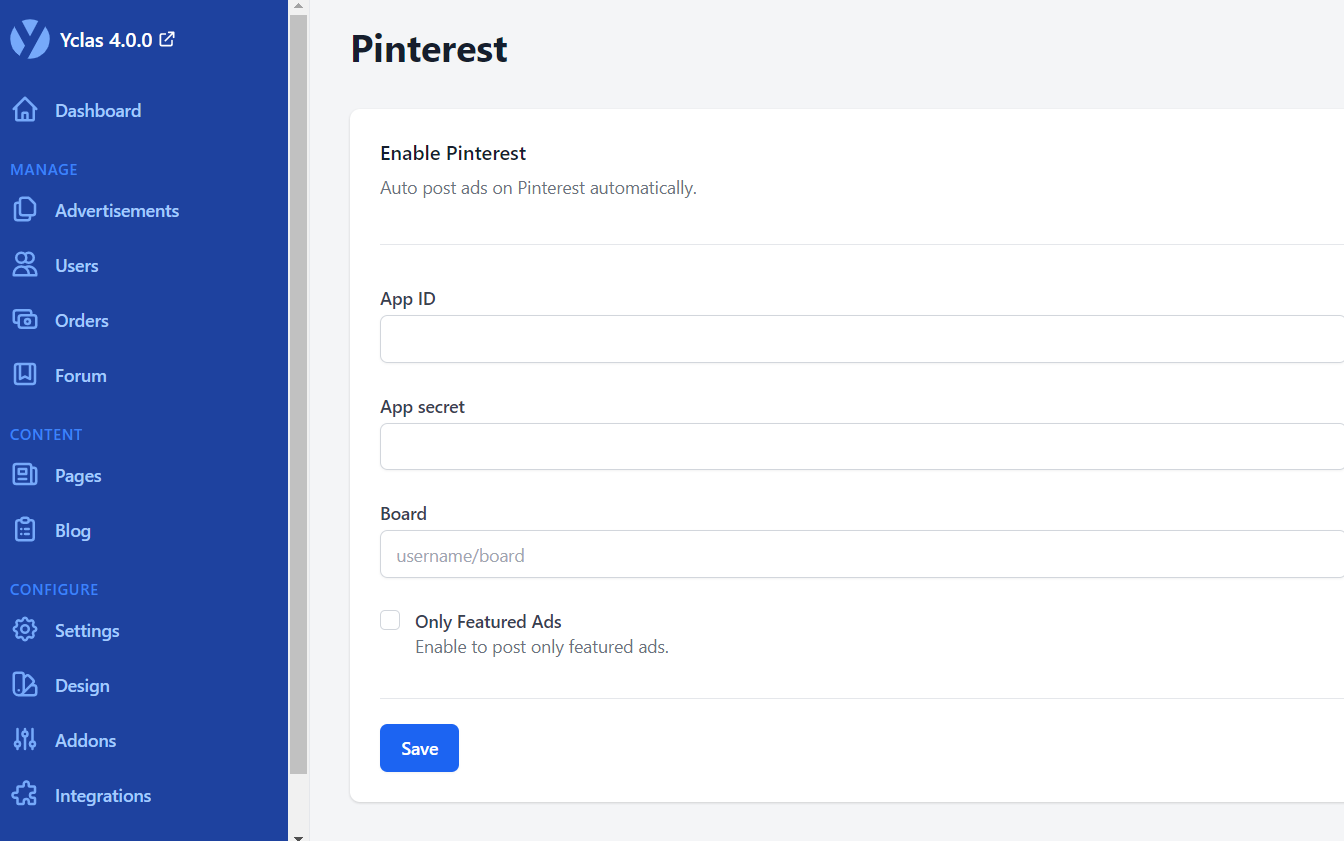 Yclas 4.0.0
Dashboard
MANAGE
Advertisements
Users
Orders
Forum
CONTENT
Pages
Blog
CONFIGURE
Settings
Design
Addons
Integrations
Pinterest
Enable Pinterest
Auto post ads on Pinterest automatically.
App ID
App secret
Board
username/board
Only Featured Ads
Enable to post only featured ads.
Save